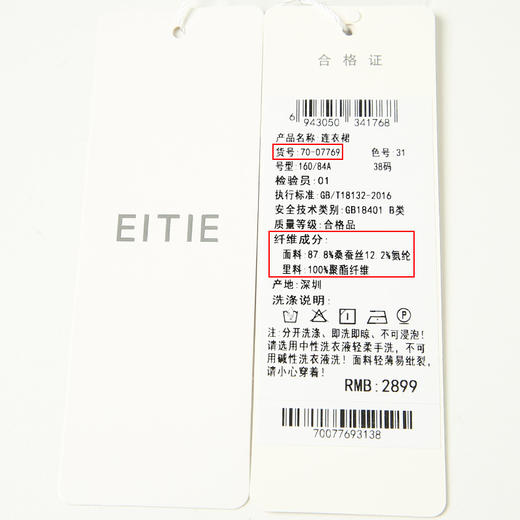 EITIE
合格证
6 943050 341768
产品名称:连衣裙
货号:70-07769 色号:31
号型:160/84A 38码
检验员:01
执行标准:GB/T18132-2016
安全技术类别:GB18401 B类
质量等级:合格品
纤维成分:
面料:87.8%桑蚕丝12.2%氨纶
里料:100%聚酯纤维
产地:深圳
洗涤说明:
注:分开洗涤、即洗即晾、不可浸泡!
请选用中性洗衣液轻柔手洗,不可
用碱性洗衣液洗!面料轻薄易纰裂,
请小心穿着!
RMB:2899
70077693138